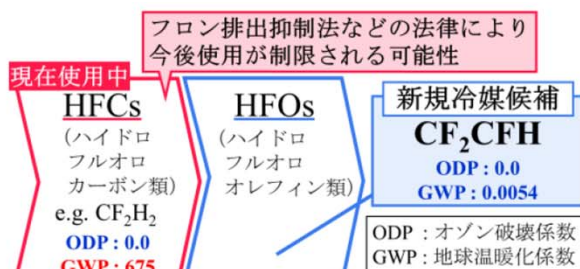 フロン排出抑制法などの法律により
今後使用が制限される可能性
現在使用中
HFCs
(ハイドロ
フルオロ
カーボン類)
e.g. CF₂H₂
ODP : 0.0
GWP : 675
HFOs
(ハイドロ
フルオロ
オレフィン類)
新規冷媒候補
CF₂CFH
ODP : 0.0
GWP : 0.0054
ODP : オゾン破壊係数
GWP : 地球温暖化係数